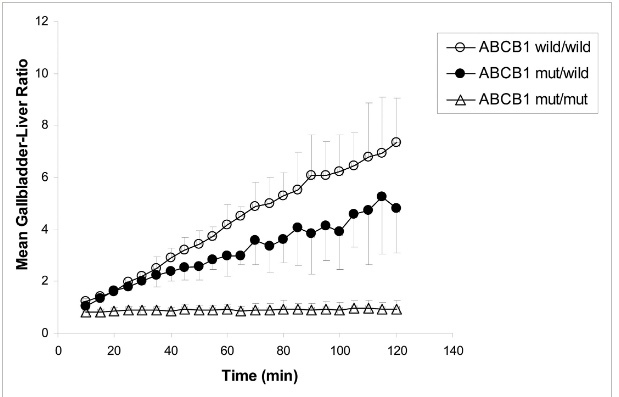 12
10
8
6
4
2
0
Mean Gallbladder-Liver Ratio
0 20 40 60 80 100 120 140
Time (min)
ABCB1 wild/wild
ABCB1 mut/wild
ABCB1 mut/mut